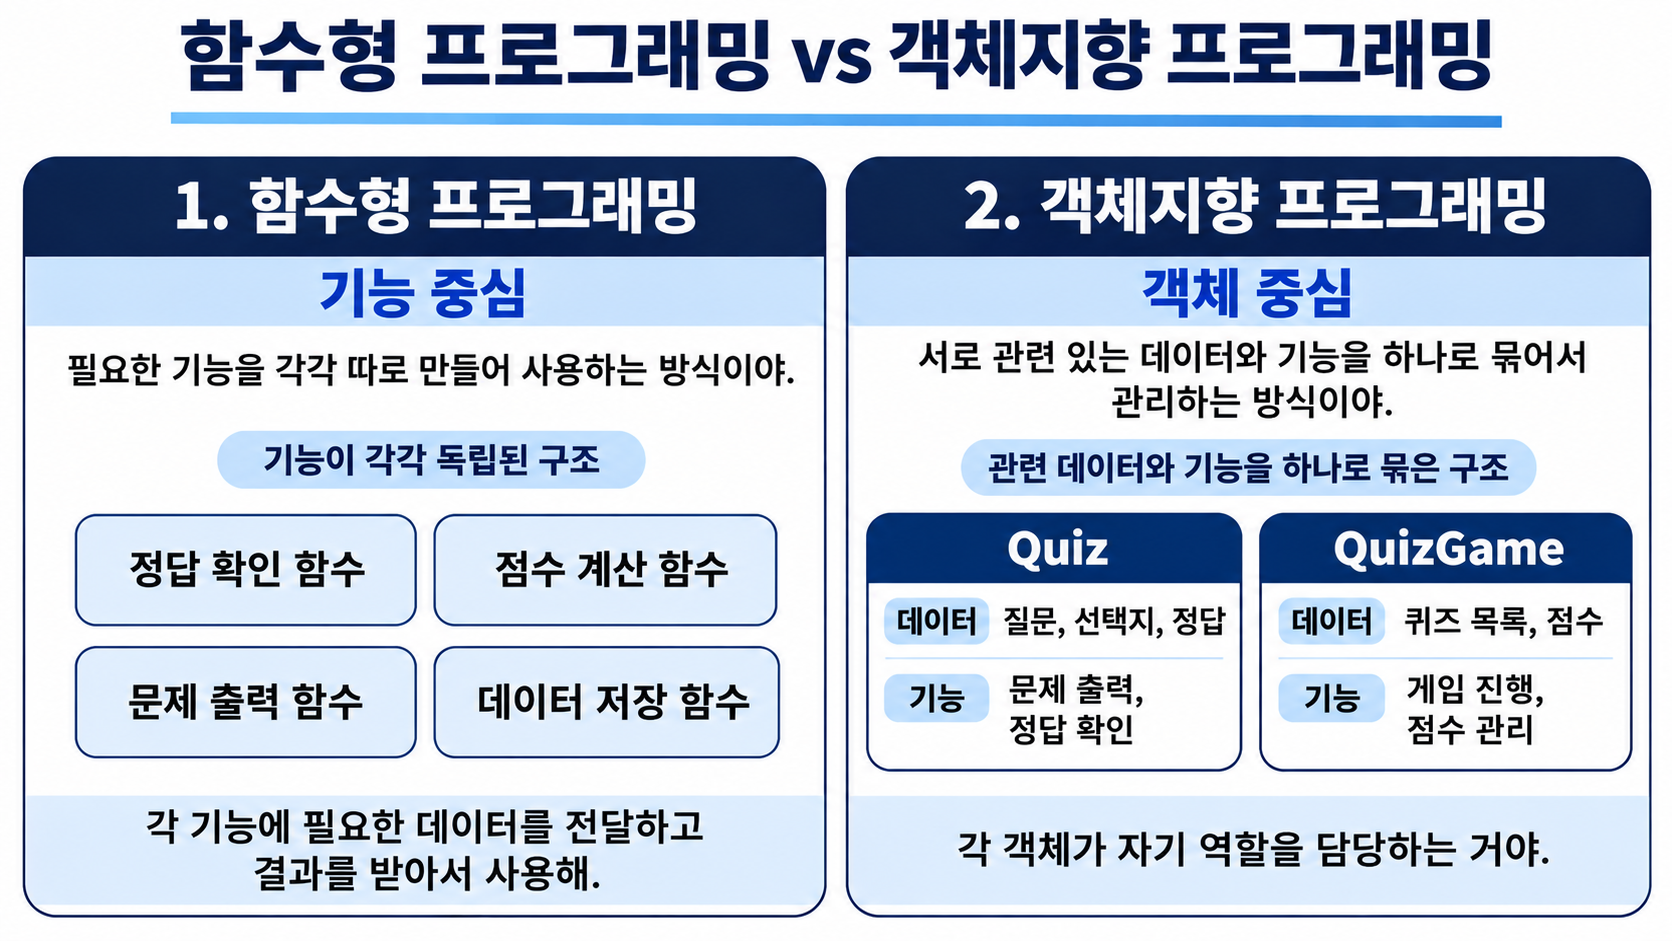 함수형 프로그래밍 vs 객체지향 프로그래밍
1. 함수형 프로그래밍
기능 중심
필요한 기능을 각각 따로 만들어 사용하는 방식이야.
기능이 각각 독립된 구조
정답 확인 함수
점수 계산 함수
문제 출력 함수
데이터 저장 함수
각 기능에 필요한 데이터를 전달하고
결과를 받아서 사용해.
2. 객체지향 프로그래밍
객체 중심
서로 관련 있는 데이터와 기능을 하나로 묶어서
관리하는 방식이야.
관련 데이터와 기능을 하나로 묶은 구조
Quiz
데이터 질문, 선택지, 정답
기능 문제 출력,
정답 확인
QuizGame
데이터 퀴즈 목록, 점수
기능 게임 진행,
점수 관리
각 객체가 자기 역할을 담당하는 거야.